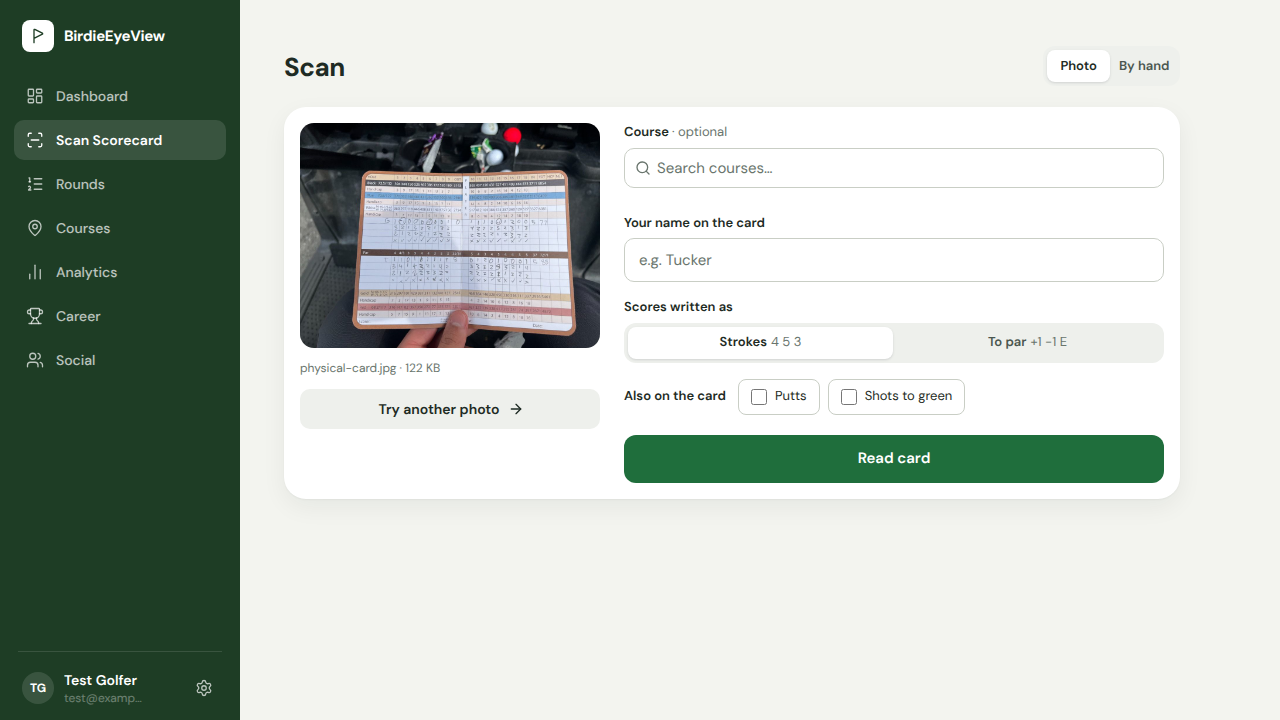 BirdieEyeView
Dashboard
Scan Scorecard
Rounds
Courses
Analytics
Career
Social
TG
Test Golfer
test@examp...
Scan
Photo
By hand
physical-card.jpg · 122 KB
Try another photo
Course · optional
Search courses...
Your name on the card
e.g. Tucker
Scores written as
Strokes 4 5 3
To par +1 -1 E
Also on the card
Putts
Shots to green
Read card